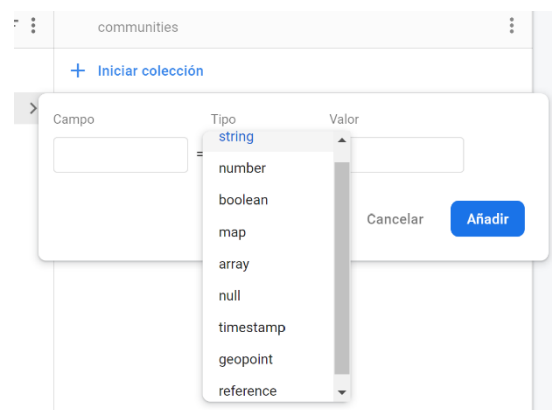 communities
+ Iniciar colección
Campo Tipo Valor
=
string
number
boolean
map
array
null
timestamp
geopoint
reference
Cancelar Añadir